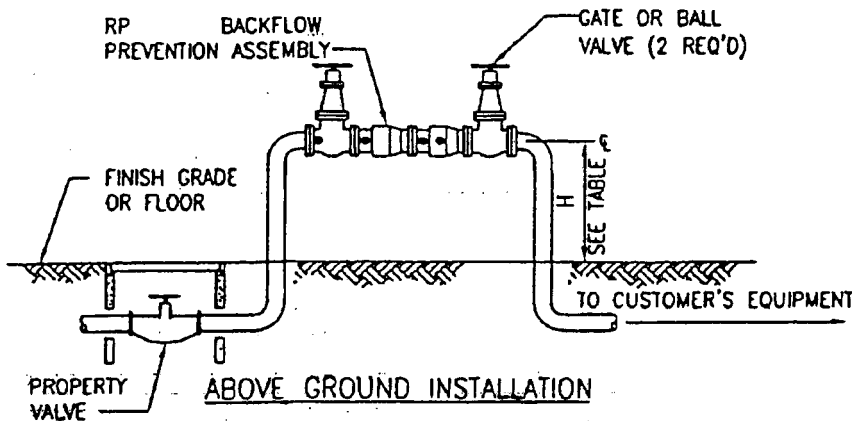 RP BACKFLOW
PREVENTION ASSEMBLY
GATE OR BALL
VALVE (2 REQ'D)
FINISH GRADE
OR FLOOR
℄
H
SEE TABLE
TO CUSTOMER'S EQUIPMENT
PROPERTY
VALVE
ABOVE GROUND INSTALLATION